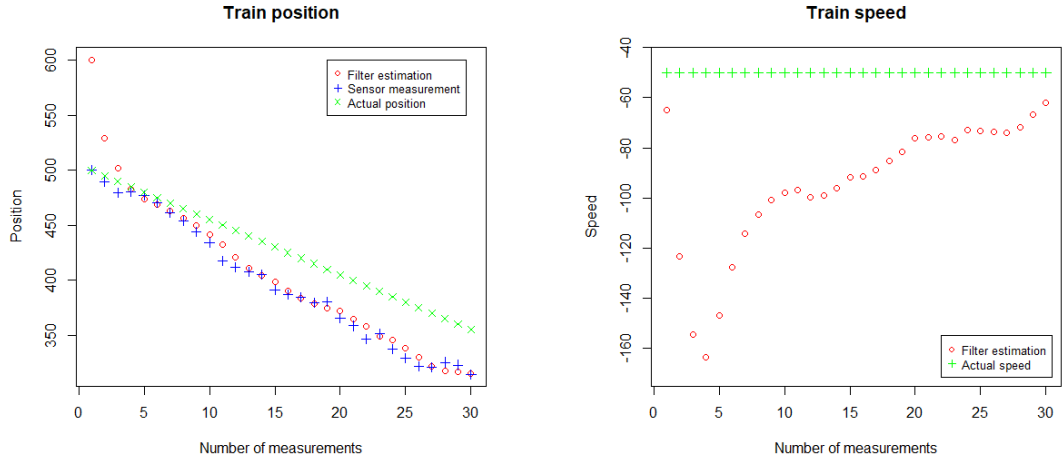 Train position
600
550
500
450
400
350
Position
Filter estimation
Sensor measurement
Actual position
0 5 10 15 20 25 30
Number of measurements
Train speed
-40
-60
-80
-100
-120
-140
-160
Speed
Filter estimation
Actual speed
0 5 10 15 20 25 30
Number of measurements